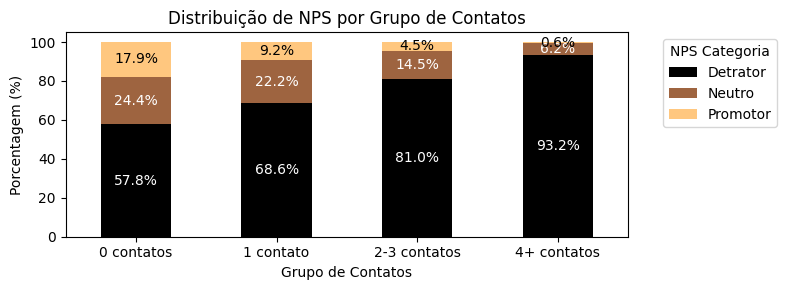 Distribuição de NPS por Grupo de Contatos
Porcentagem (%)
100
80
60
40
20
0
17.9%
24.4%
57.8%
9.2%
22.2%
68.6%
4.5%
14.5%
81.0%
0.6%
6.2%
93.2%
0 contatos
1 contato
2-3 contatos
4+ contatos
Grupo de Contatos
NPS Categoria
Detrator
Neutro
Promotor